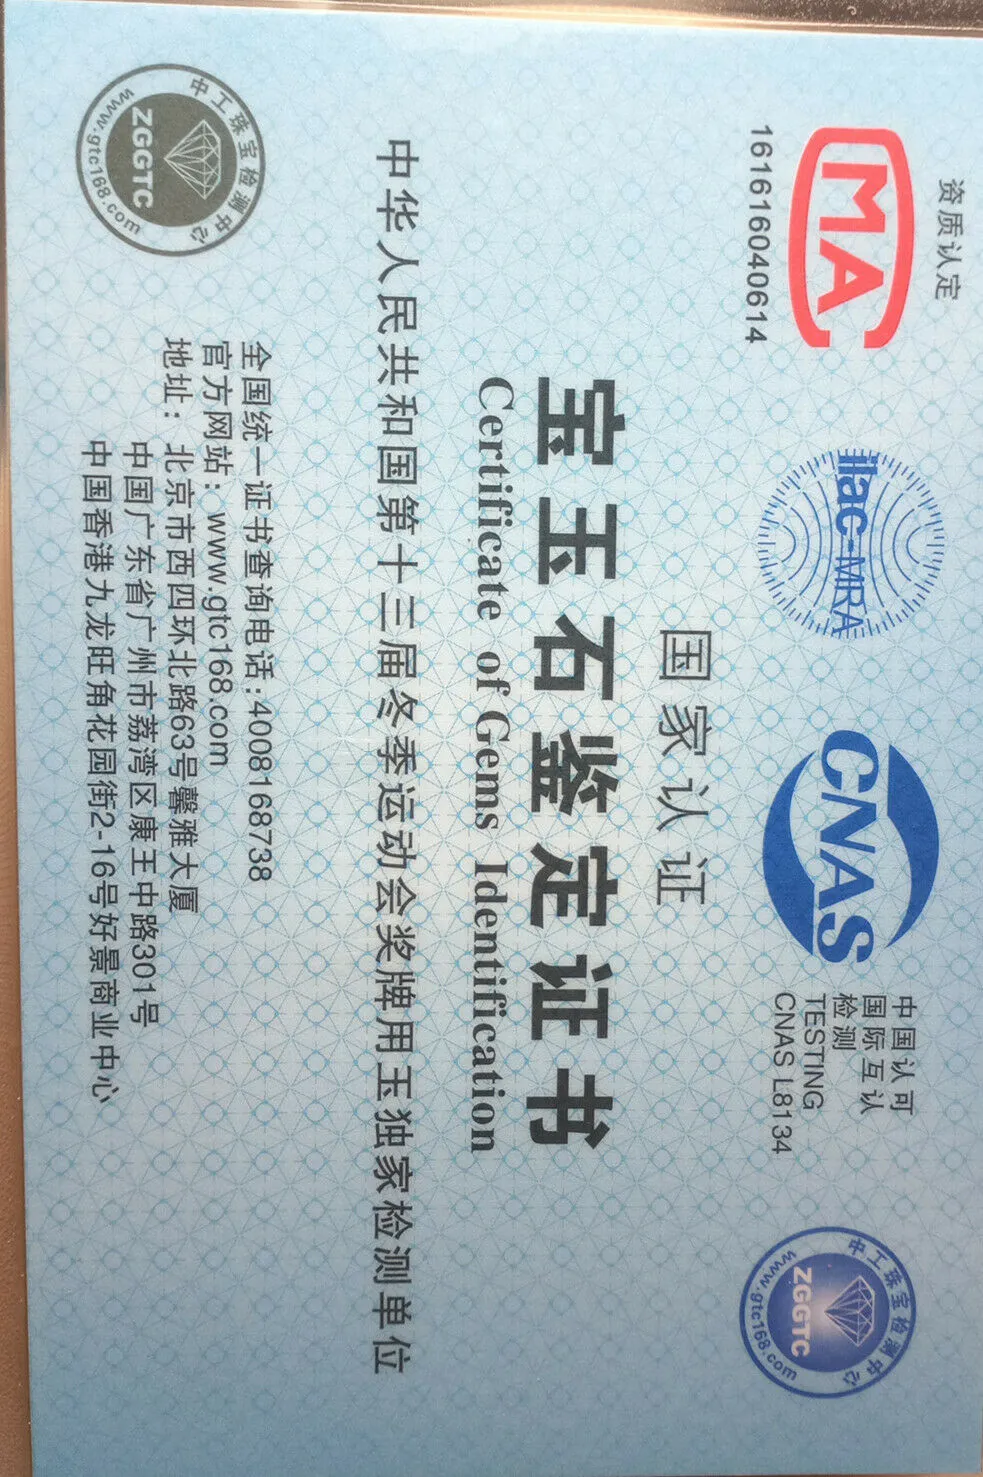 资质认定
MA
161616040614
ilac-MRA
CNAS
中国认可
国际互认
检测
TESTING
CNAS L8134
中工珠宝检测中心
ZGGTC
www.gtc168.com
国家认证
宝玉石鉴定证书
Certificate of Gems Identification
中华人民共和国第十三届冬季运动会奖牌用玉独家检测单位
中工珠宝检测中心
ZGGTC
www.gtc168.com
全国统一证书查询电话:4008168738
官方网站：www.gtc168.com
地址：北京市西四环北路63号馨雅大厦
中国广东省广州市荔湾区康王中路301号
中国香港九龙旺角花园街2-16号好景商业中心